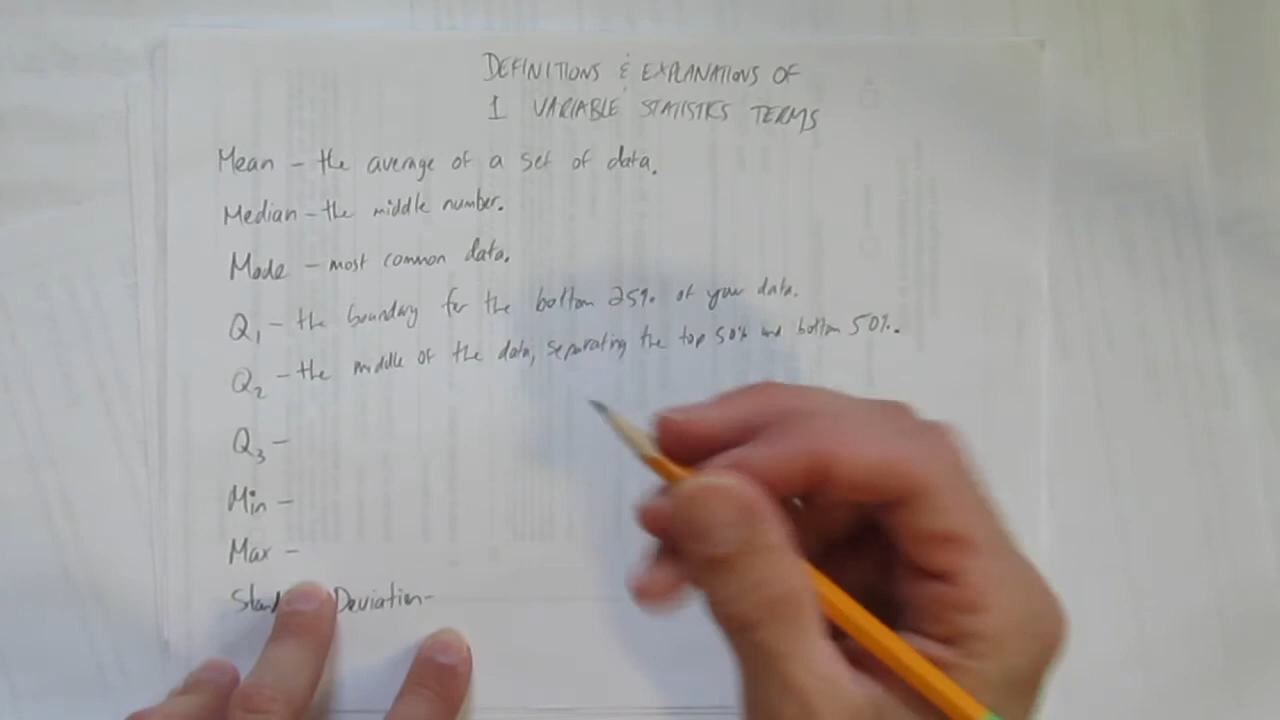 DEFINITIONS & EXPLANATIONS OF
1 VARIABLE STATISTICS TERMS
Mean - the average of a set of data.
Median - the middle number.
Mode - most common data.
Q1 - the boundary for the bottom 25% of your data.
Q2 - the middle of the data, separating the top 50% and bottom 50%.
Q3 -
Min -
Max -
Deviation-